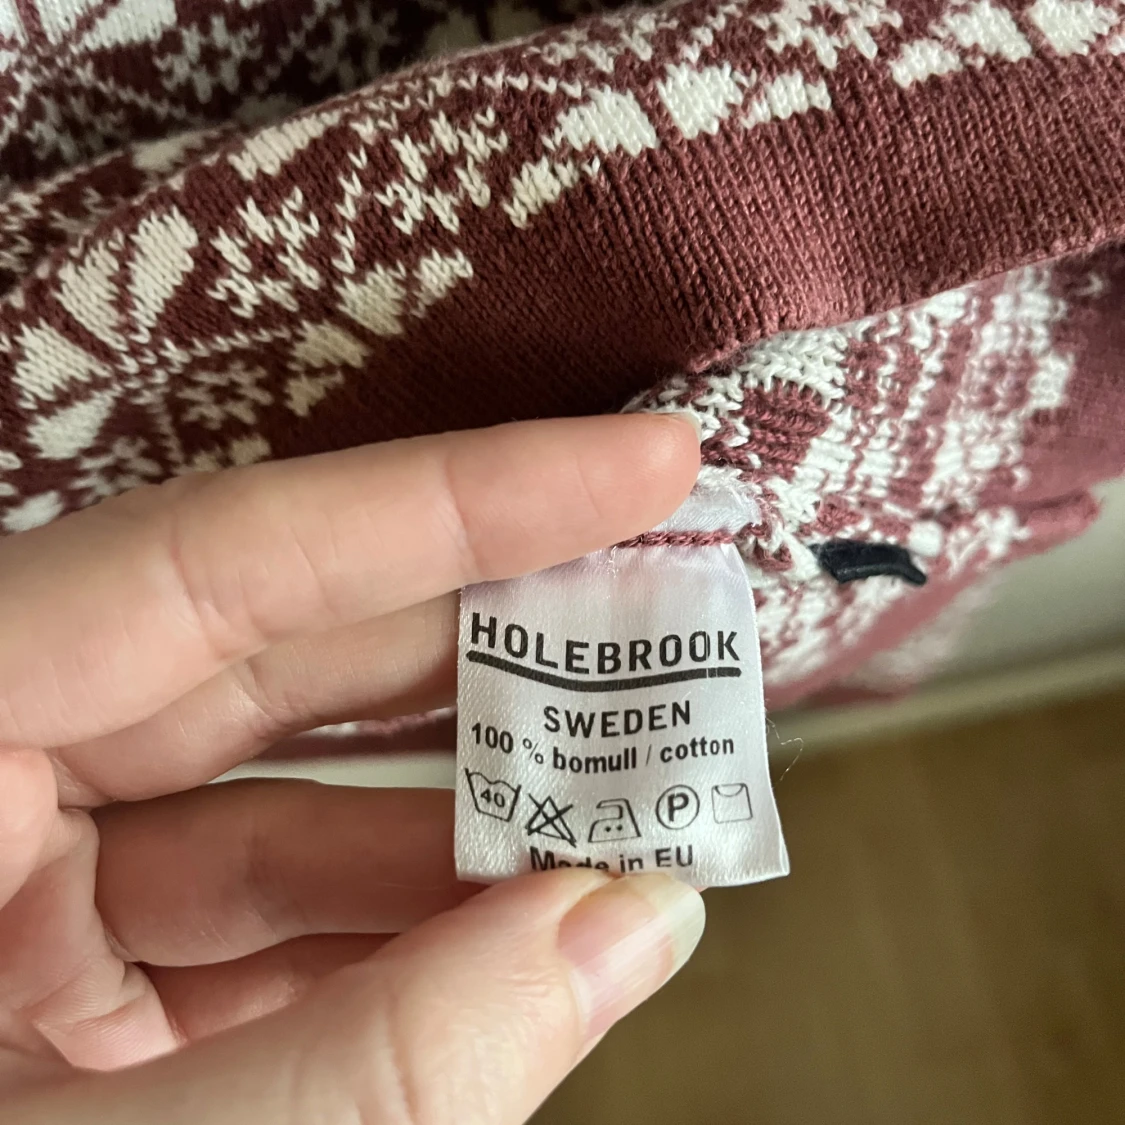 HOLEBROOK
SWEDEN
100 % bomull / cotton
40 P
Made in EU